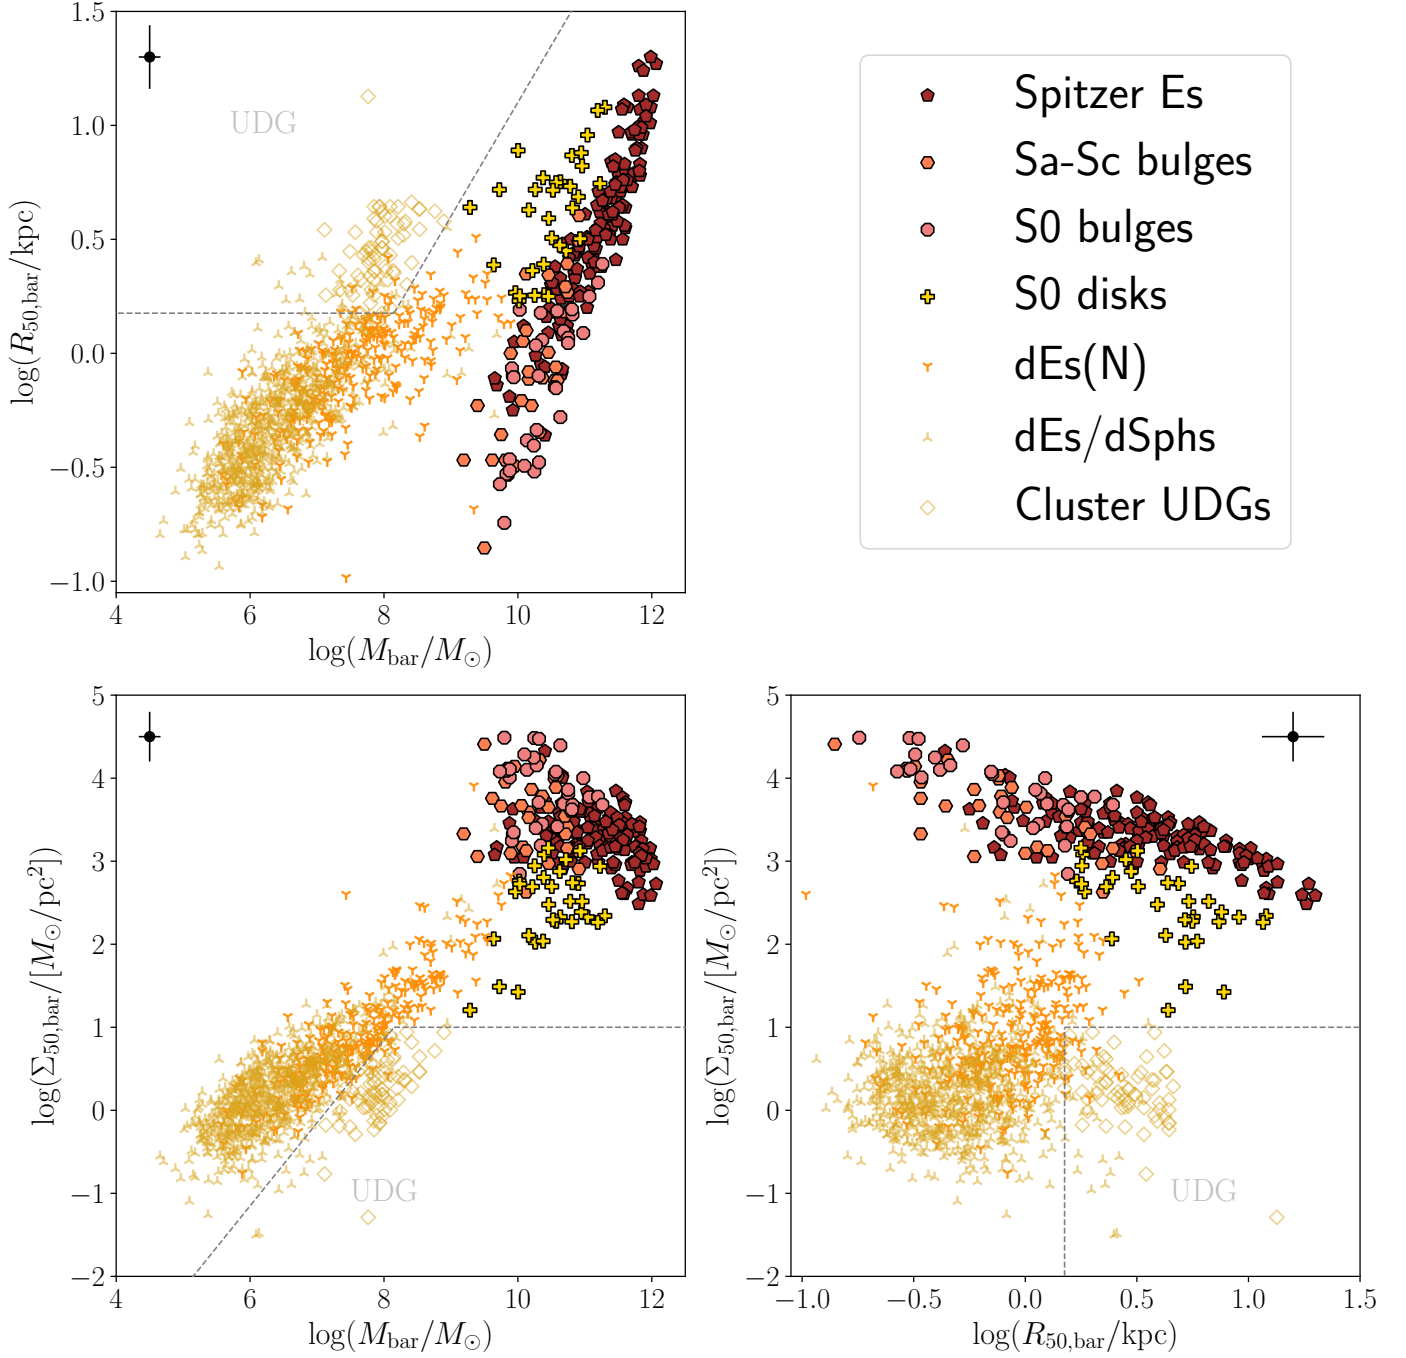 1.5
1.0
0.5
0.0
−0.5
−1.0
log(R50,bar/kpc)
UDG
4 6 8 10 12
log(Mbar/M⊙)
Spitzer Es
Sa-Sc bulges
S0 bulges
S0 disks
dEs(N)
dEs/dSphs
Cluster UDGs
5
4
3
2
1
0
−1
−2
log(Σ50,bar/[M⊙/pc²])
UDG
4 6 8 10 12
log(Mbar/M⊙)
5
4
3
2
1
0
−1
−2
log(Σ50,bar/[M⊙/pc²])
UDG
−1.0 −0.5 0.0 0.5 1.0 1.5
log(R50,bar/kpc)